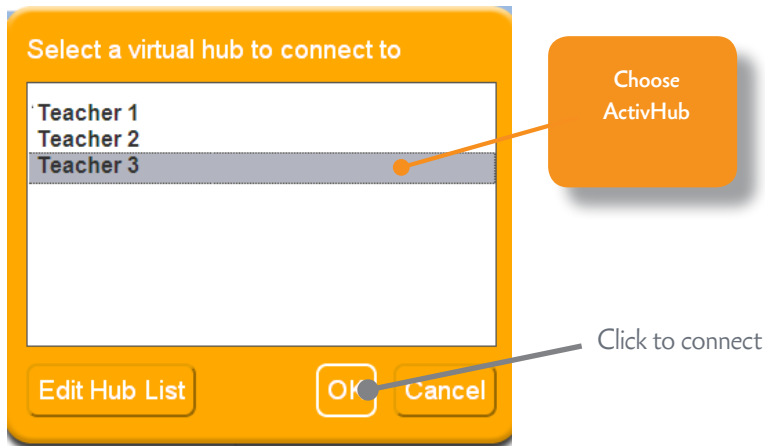 Select a virtual hub to connect to
Teacher 1
Teacher 2
Teacher 3
Edit Hub List
OK
Cancel
Choose
ActivHub
Click to connect